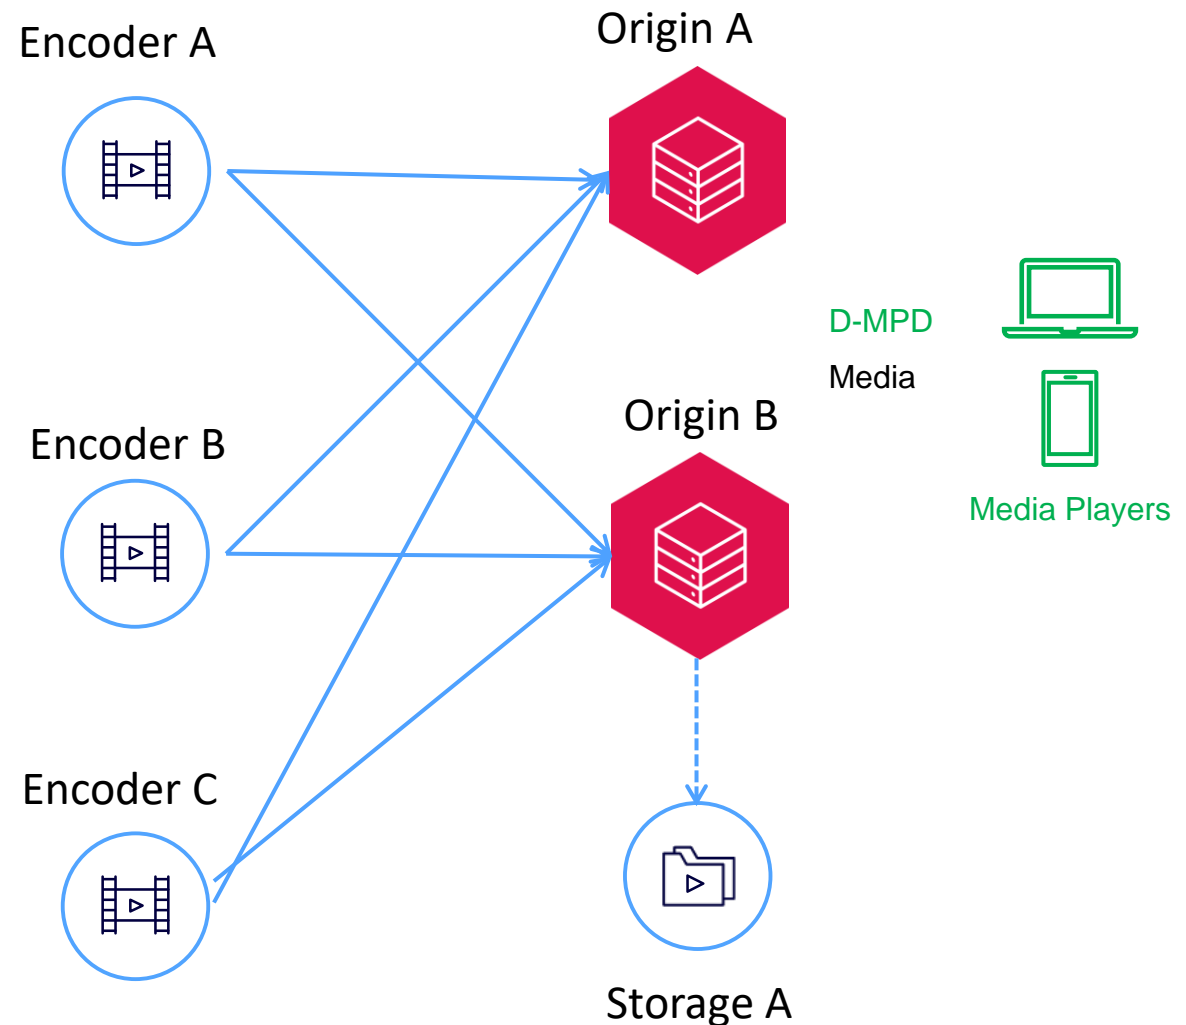 Encoder A
Origin A
D-MPD
Media
Origin B
Encoder B
Media Players
Encoder C
Storage A